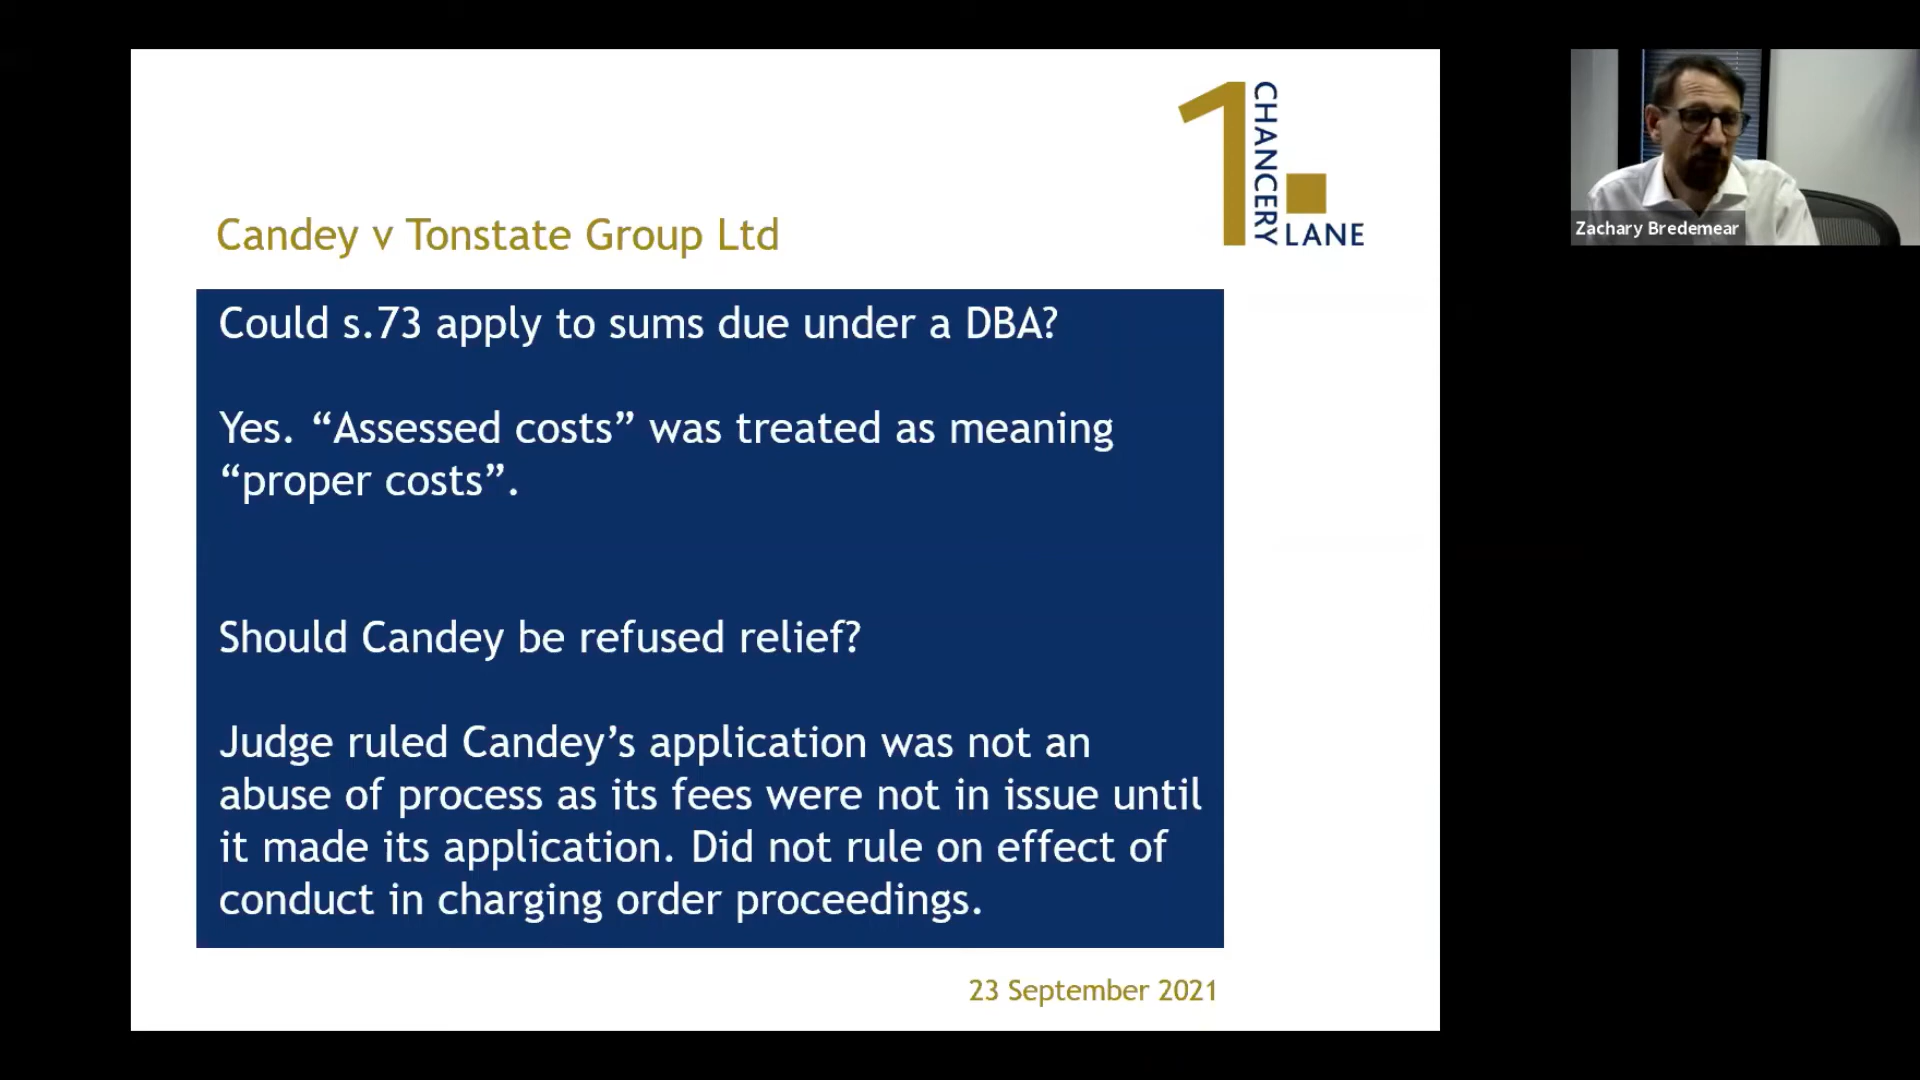 1 CHANCERY LANE
Zachary Bredemear
Candey v Tonstate Group Ltd
Could s.73 apply to sums due under a DBA?
Yes. “Assessed costs” was treated as meaning
“proper costs”.
Should Candey be refused relief?
Judge ruled Candey’s application was not an
abuse of process as its fees were not in issue until
it made its application. Did not rule on effect of
conduct in charging order proceedings.
23 September 2021